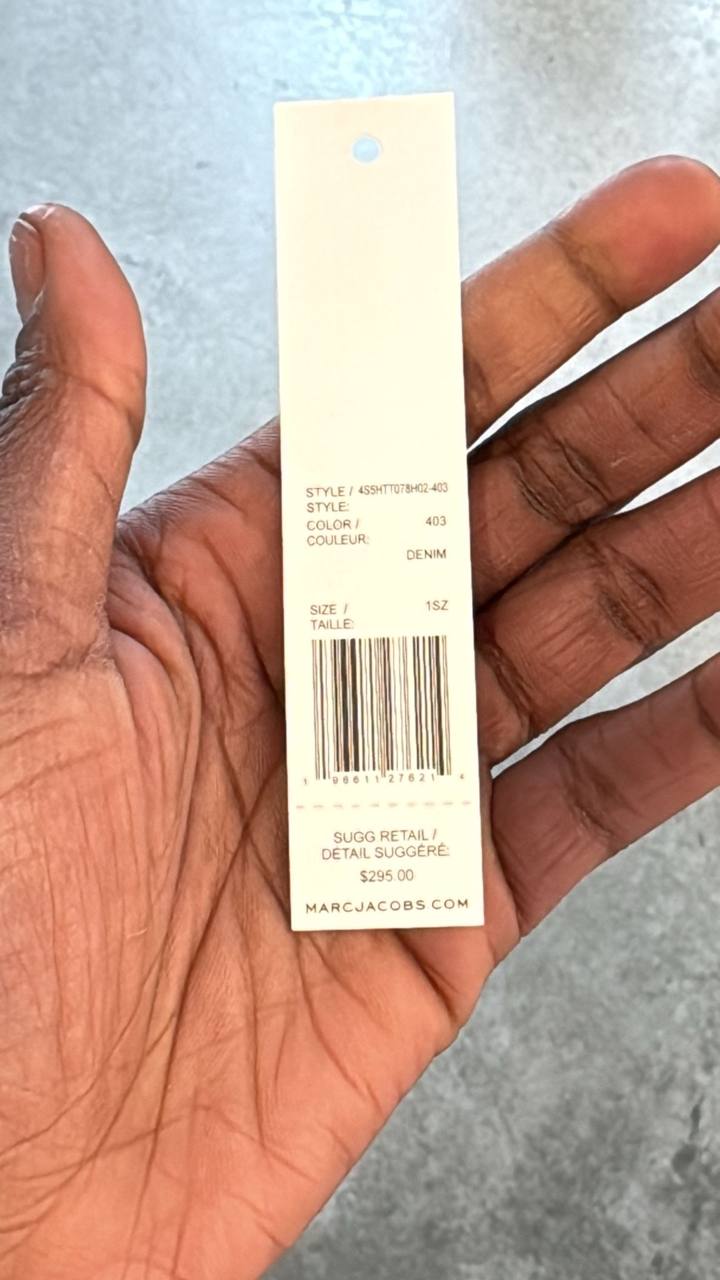 STYLE / 4S5HTT078H02-403
STYLE:
COLOR / 403
COULEUR:
DENIM
SIZE / 1SZ
TAILLE:
1 96611 27621 4
SUGG RETAIL /
DÉTAIL SUGGÉRÉ:
$295.00
MARCJACOBS.COM